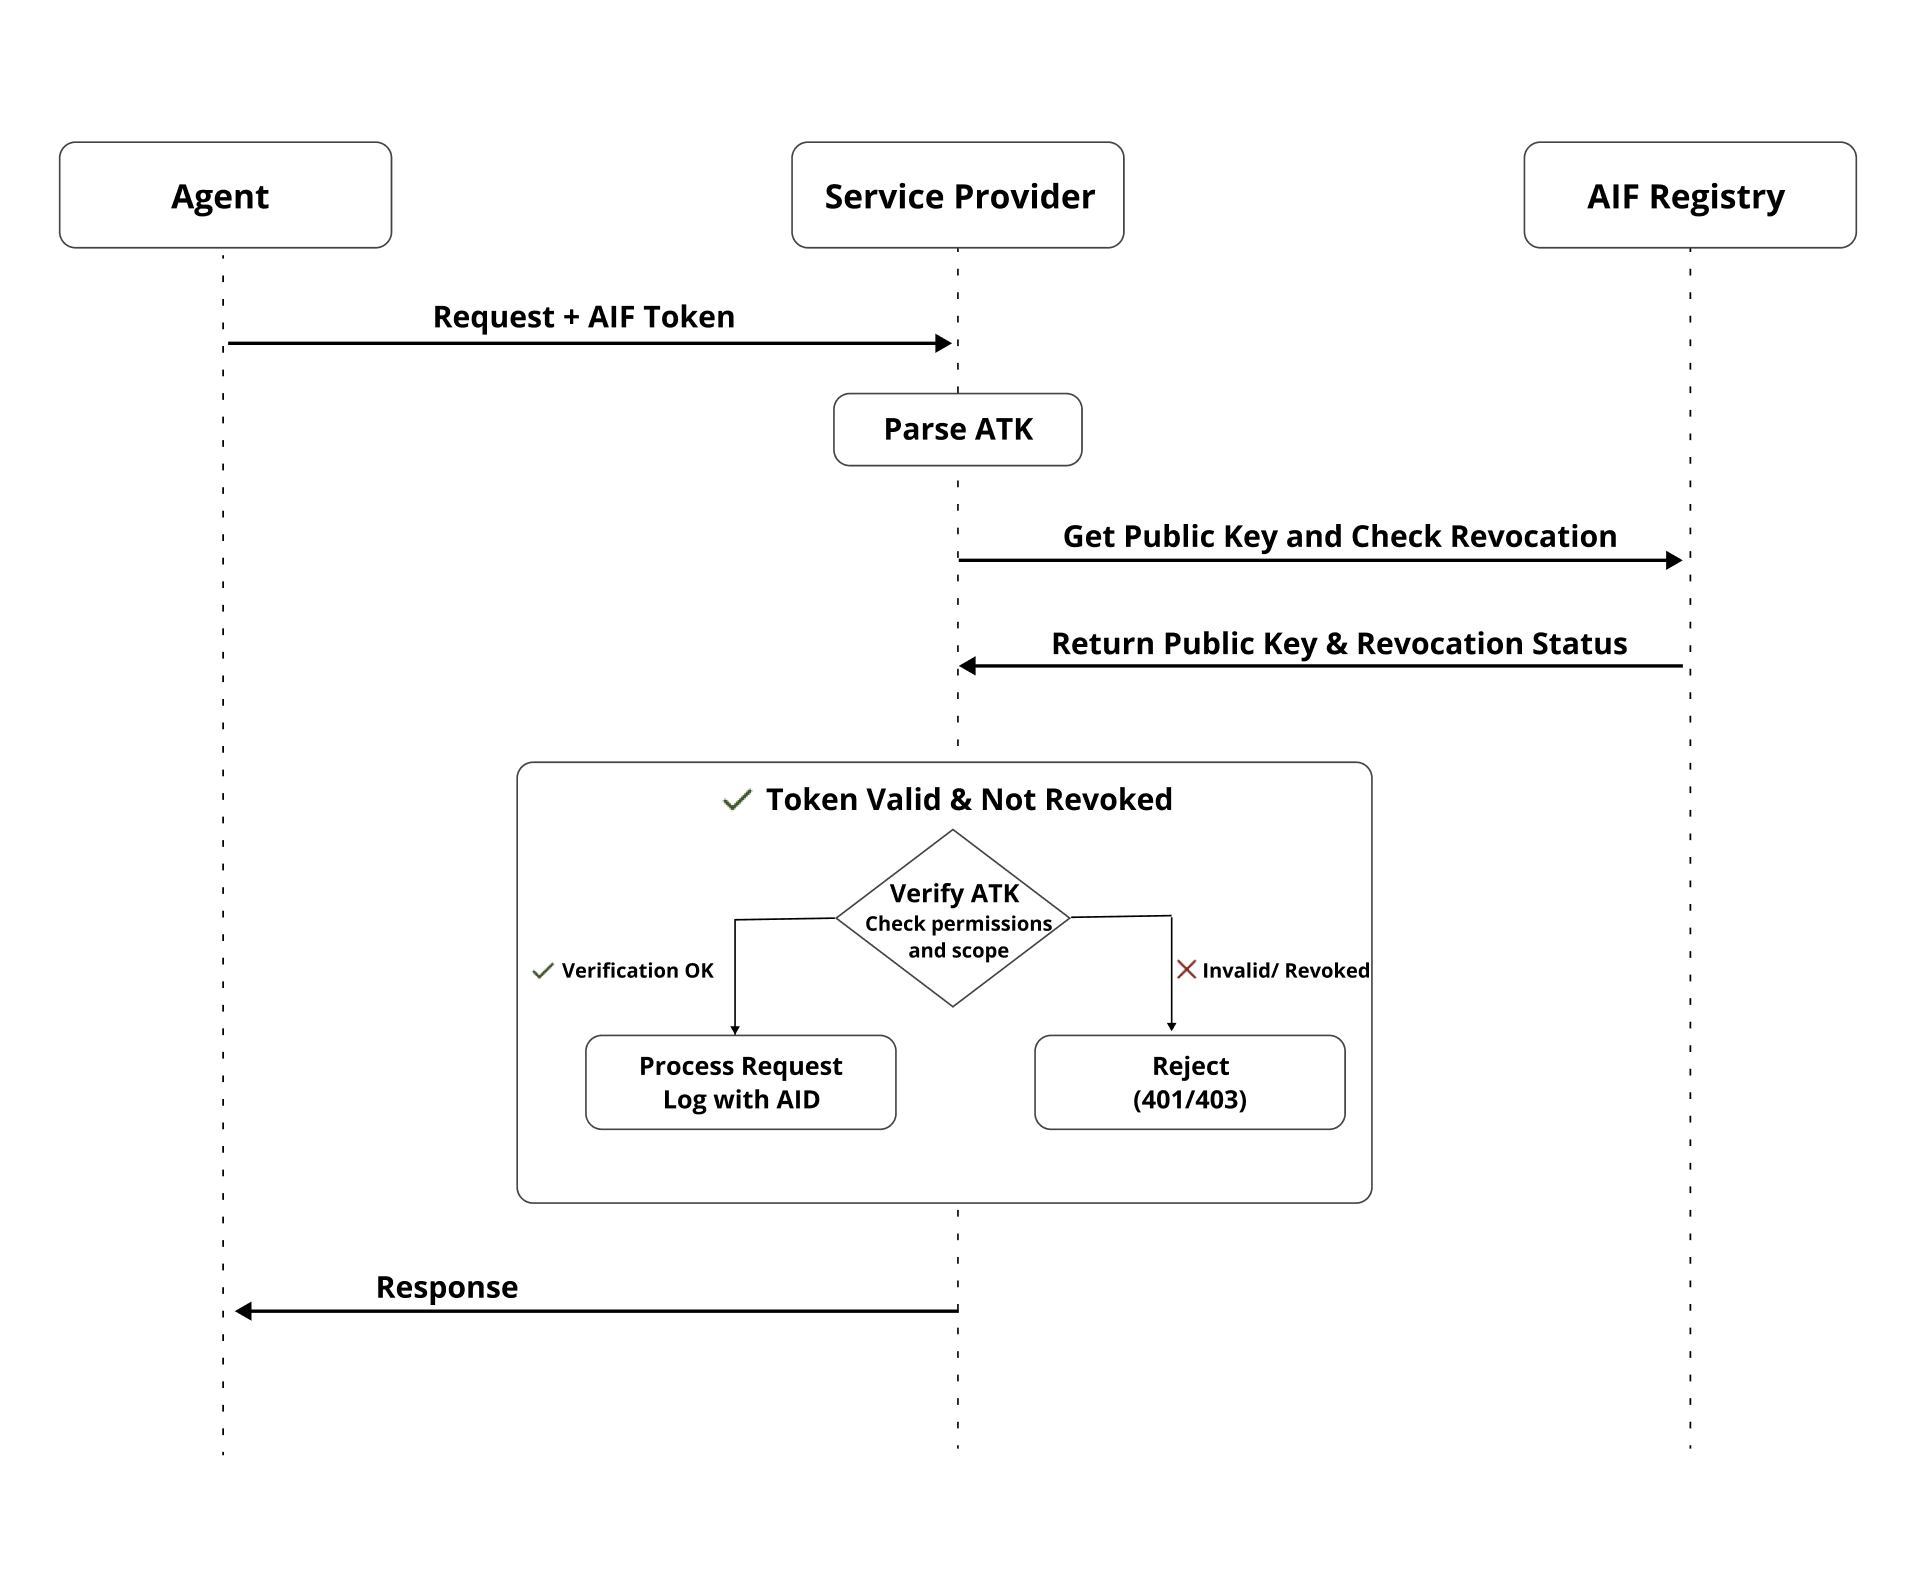 Agent
Service Provider
AIF Registry
Request + AIF Token
Parse ATK
Get Public Key and Check Revocation
Return Public Key & Revocation Status
Token Valid & Not Revoked
Verify ATK
Check permissions
and scope
Verification OK
Invalid/ Revoked
Process Request
Log with AID
Reject
(401/403)
Response